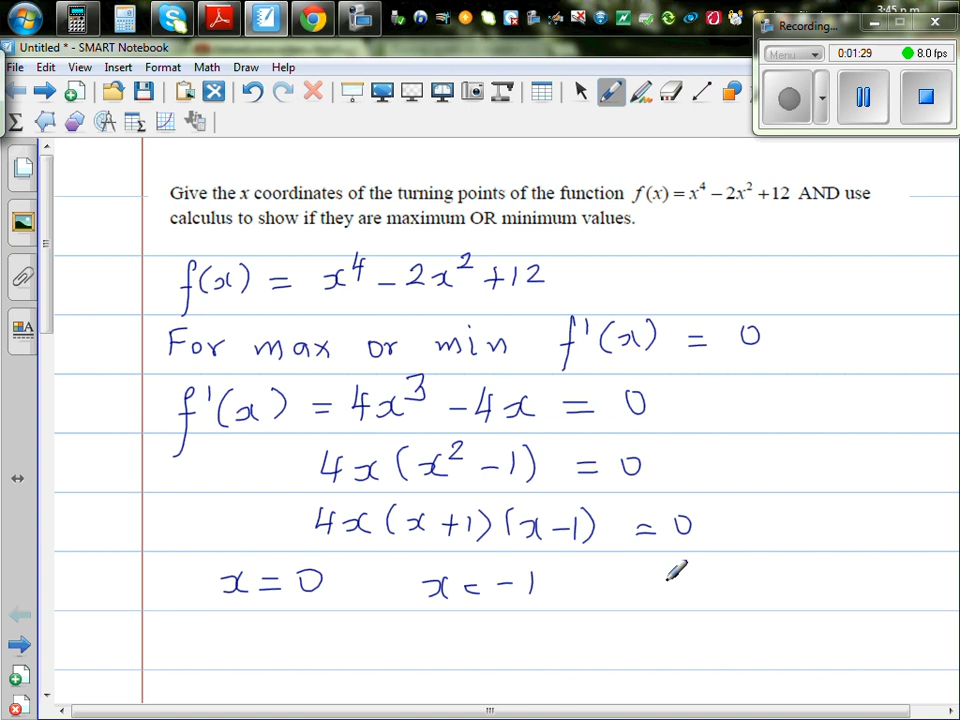 3:45 p.m.
Recording...
Untitled * - SMART Notebook
File Edit View Insert Format Math Draw Help
Menu 0:01:29 8.0 fps
Give the x coordinates of the turning points of the function f(x) = x⁴ − 2x² +12 AND use
calculus to show if they are maximum OR minimum values.
f(x) = x⁴ - 2x² +12
For max or min f'(x) = 0
f'(x) = 4x³ - 4x = 0
4x(x² - 1) = 0
4x(x+1)(x-1) = 0
x = 0 x = -1